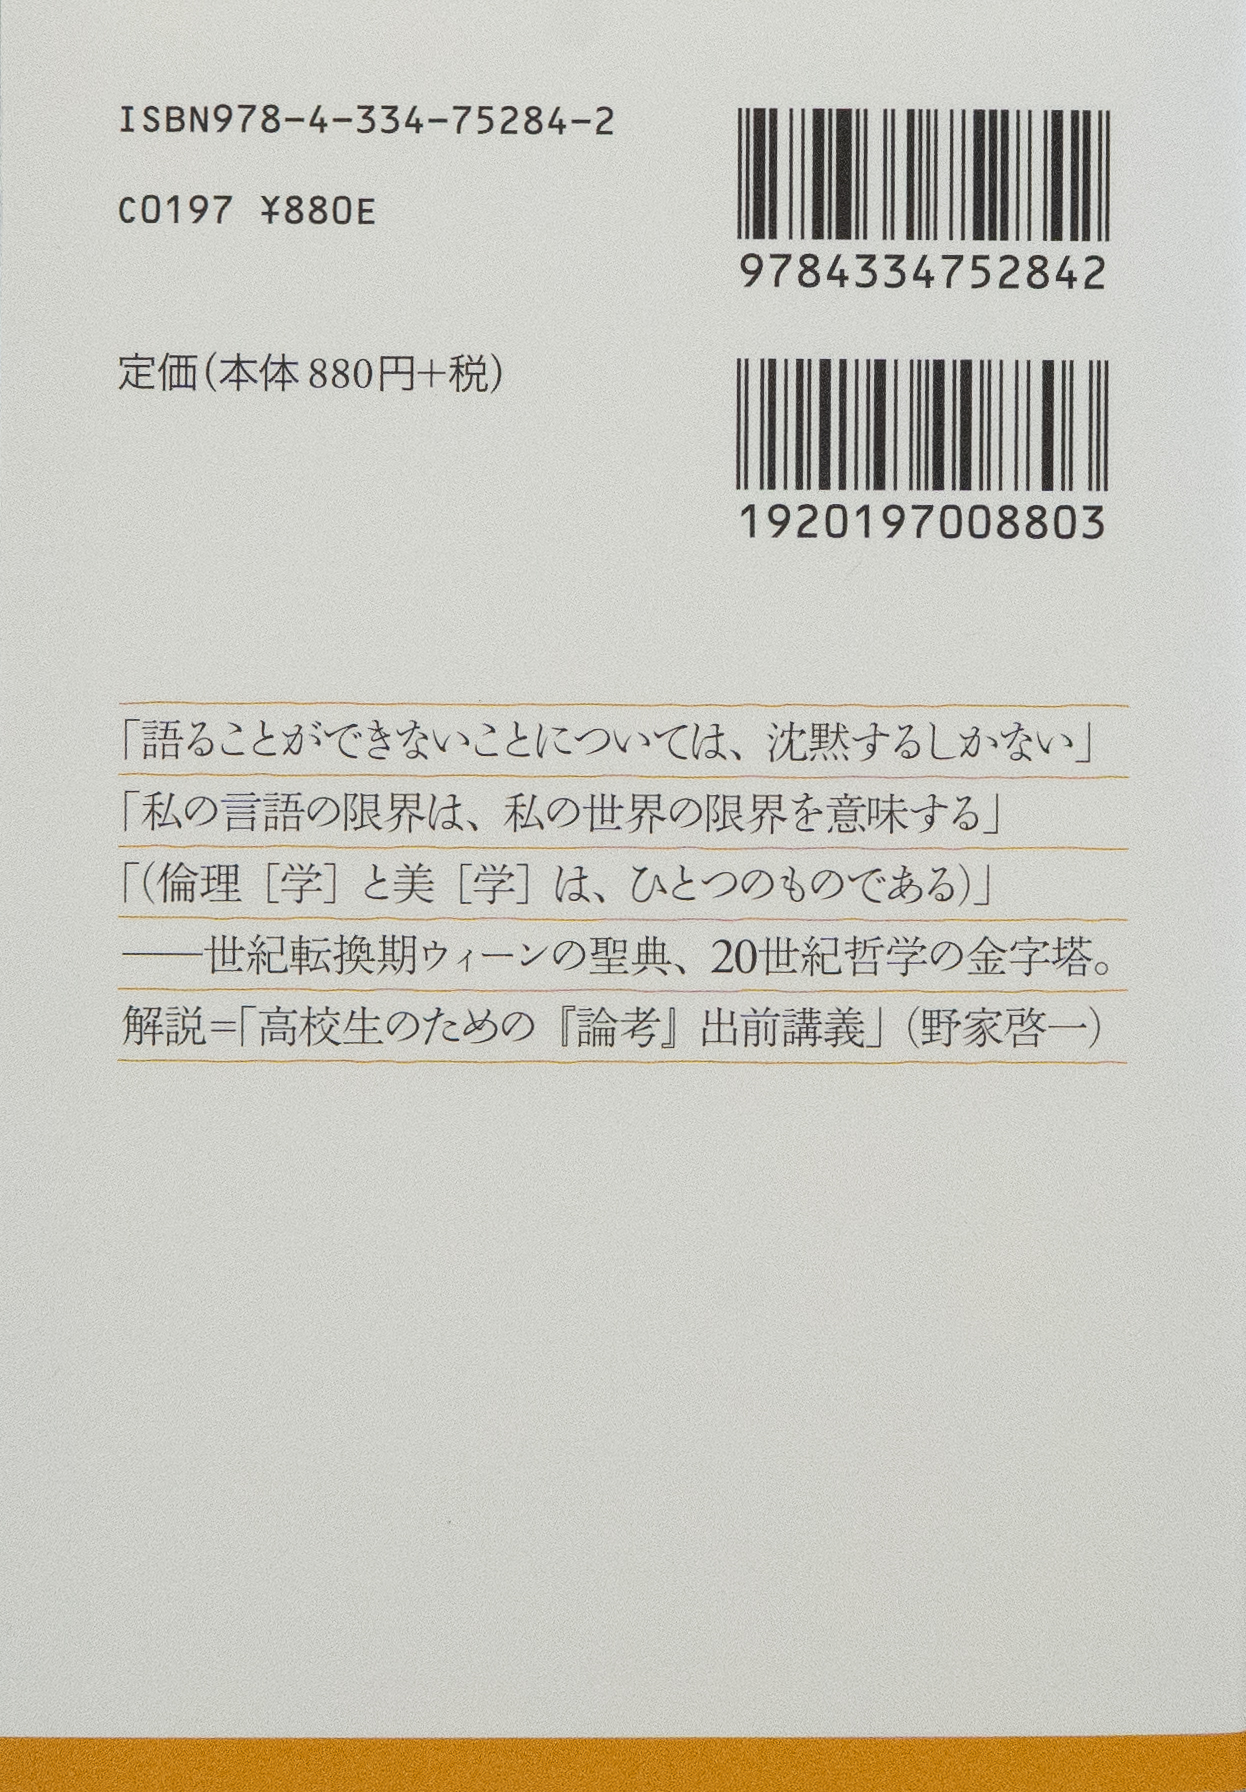 ISBN978-4-334-75284-2
C0197 ¥880E
9784334752842
定価(本体880円+税)
1920197008803
「語ることができないことについては、沈黙するしかない」
「私の言語の限界は、私の世界の限界を意味する」
「(倫理［学］と美［学］は、ひとつのものである)」
――世紀転換期ウィーンの聖典、20世紀哲学の金字塔。
解説=「高校生のための『論考』出前講義」(野家啓一)